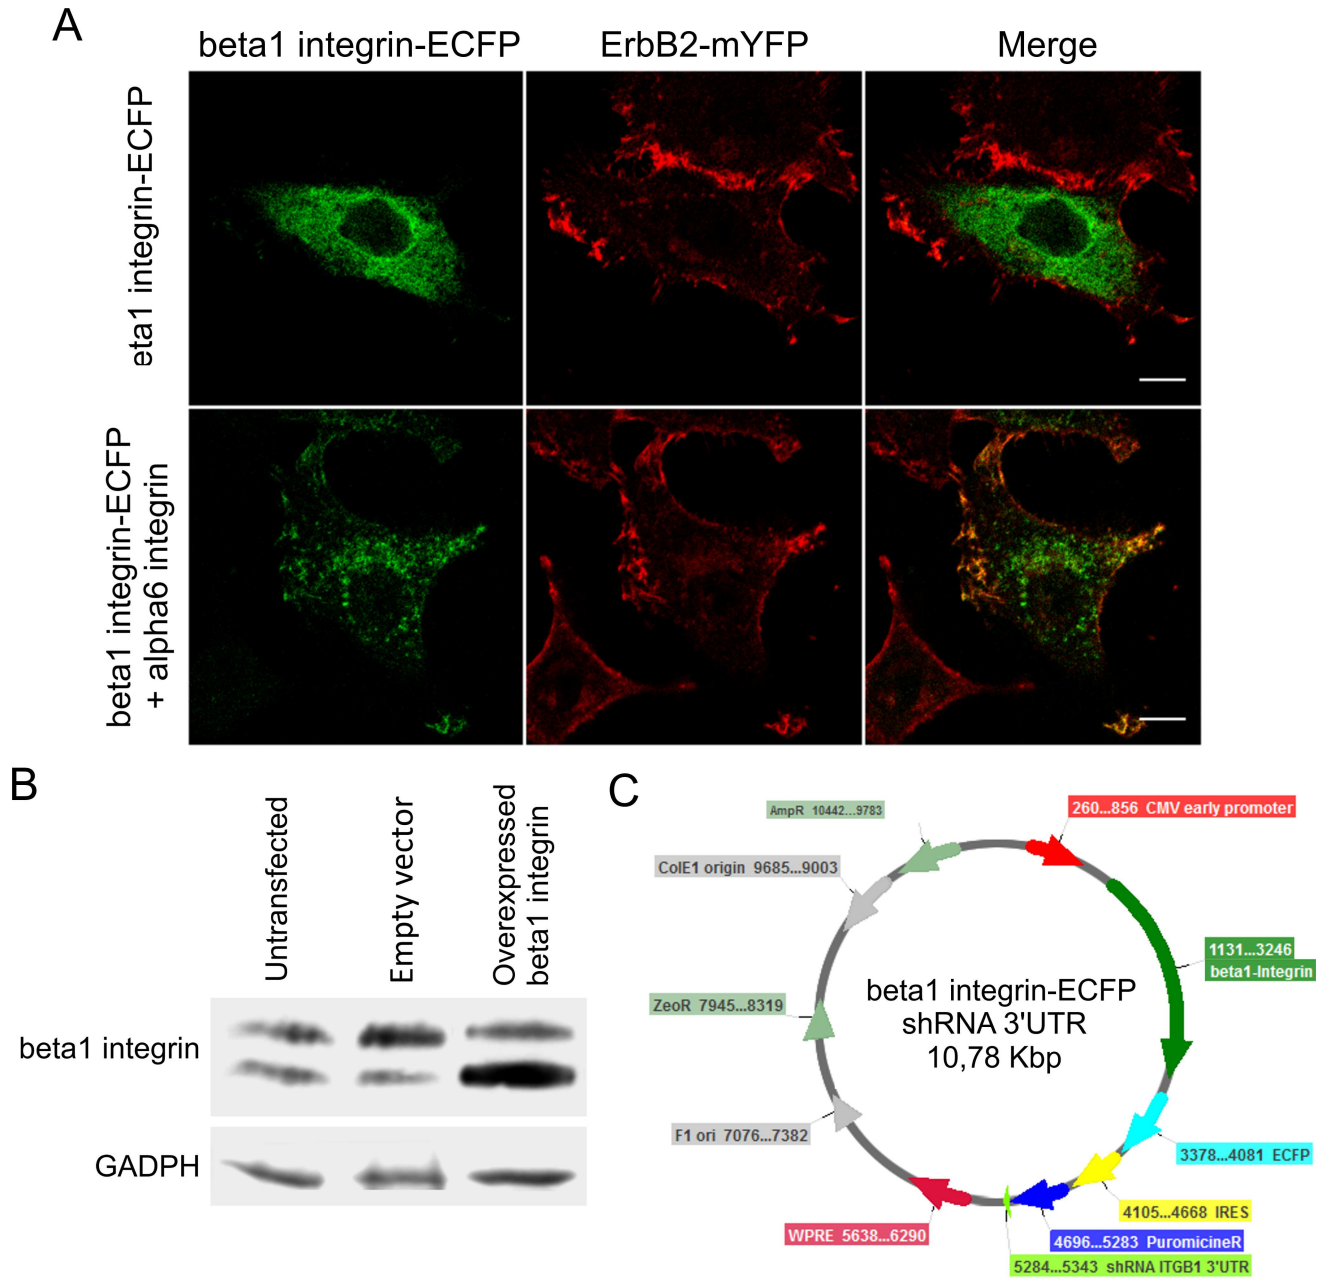 A
beta1 integrin-ECFP
ErbB2-mYFP
Merge
eta1 integrin-ECFP
beta1 integrin-ECFP
+ alpha6 integrin
B
Untransfected
Empty vector
Overexpressed
beta1 integrin
beta1 integrin
GADPH
C
AmpR 10442...9783
260...856 CMV early promoter
ColE1 origin 9685...9003
1131...3246
beta1-Integrin
beta1 integrin-ECFP
shRNA 3'UTR
10,78 Kbp
ZeoR 7945...8319
F1 ori 7076...7382
3378...4081 ECFP
4105...4668 IRES
WPRE 5638...6290
4696...5283 PuromicineR
5284...5343 shRNA ITGB1 3'UTR